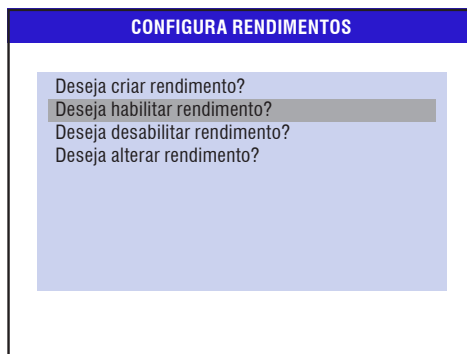 CONFIGURA RENDIMENTOS
Deseja criar rendimento?
Deseja habilitar rendimento?
Deseja desabilitar rendimento?
Deseja alterar rendimento?